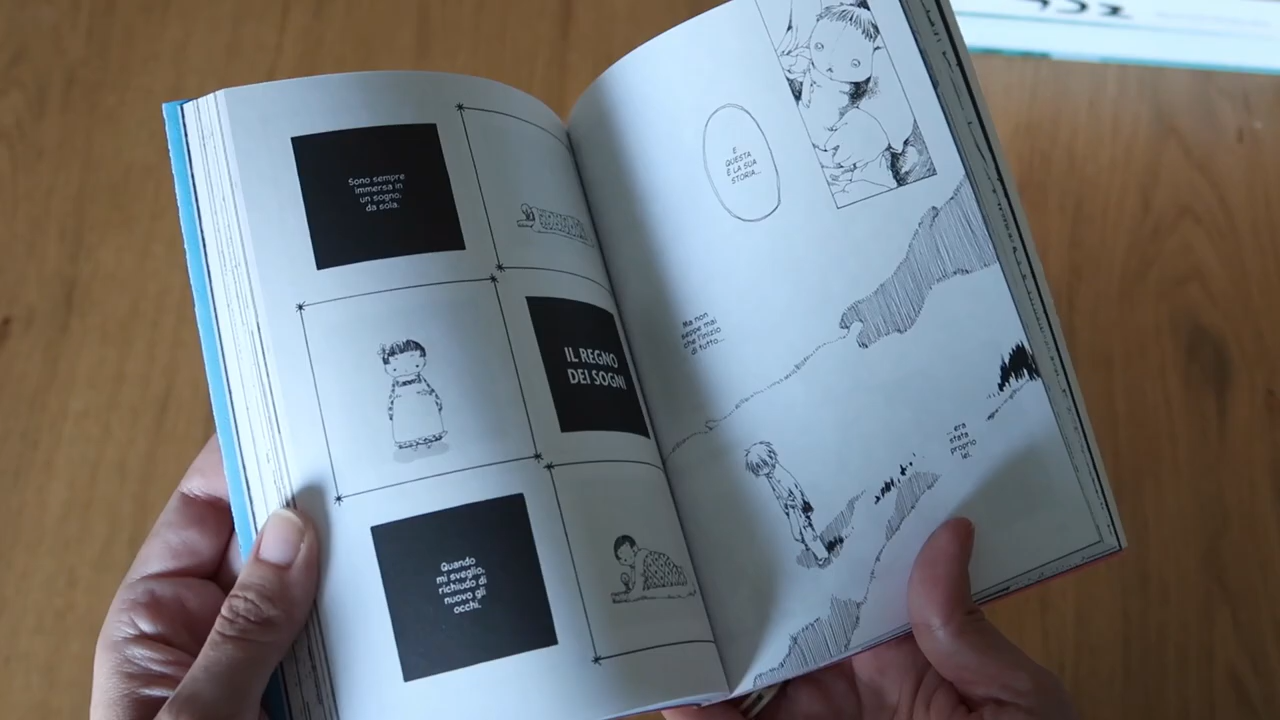 Sono sempre
immersa in
un sogno,
da sola.
IL REGNO
DEI SOGNI
Quando
mi sveglio,
richiudo di
nuovo gli
occhi.
E
QUESTA
È LA SUA
STORIA...
Ma non
seppe mai
che l'inizio
di tutto...
...era
stata
proprio
lei.